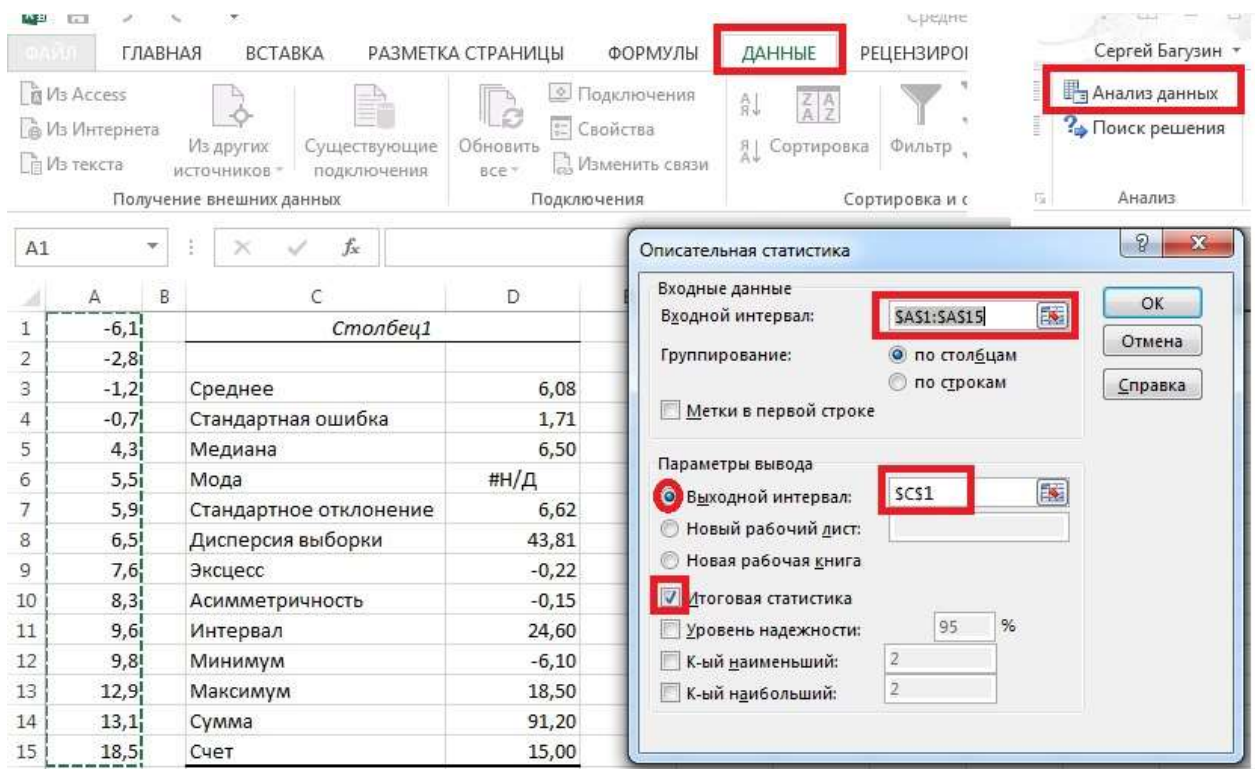 Средне
ФАЙЛ ГЛАВНАЯ ВСТАВКА РАЗМЕТКА СТРАНИЦЫ ФОРМУЛЫ ДАННЫЕ РЕЦЕНЗИРОІ Сергей Багузин
Из Access
Из Интернета
Из текста
Из других
источников
Существующие
подключения
Получение внешних данных
Обновить
все
Подключения
Свойства
Изменить связи
Подключения
Сортировка
Фильтр
Сортировка и с
Анализ данных
Поиск решения
Анализ
A1 fx
A B C D
1 -6,1 Столбец1
2 -2,8
3 -1,2 Среднее 6,08
4 -0,7 Стандартная ошибка 1,71
5 4,3 Медиана 6,50
6 5,5 Мода #Н/Д
7 5,9 Стандартное отклонение 6,62
8 6,5 Дисперсия выборки 43,81
9 7,6 Эксцесс -0,22
10 8,3 Асимметричность -0,15
11 9,6 Интервал 24,60
12 9,8 Минимум -6,10
13 12,9 Максимум 18,50
14 13,1 Сумма 91,20
15 18,5 Счет 15,00
Описательная статистика
Входные данные
Входной интервал: $A$1:$A$15
Группирование: по столбцам
по строкам
Метки в первой строке
Параметры вывода
Выходной интервал: $C$1
Новый рабочий лист:
Новая рабочая книга
Итоговая статистика
Уровень надежности: 95 %
К-ый наименьший: 2
К-ый наибольший: 2
ОК
Отмена
Справка